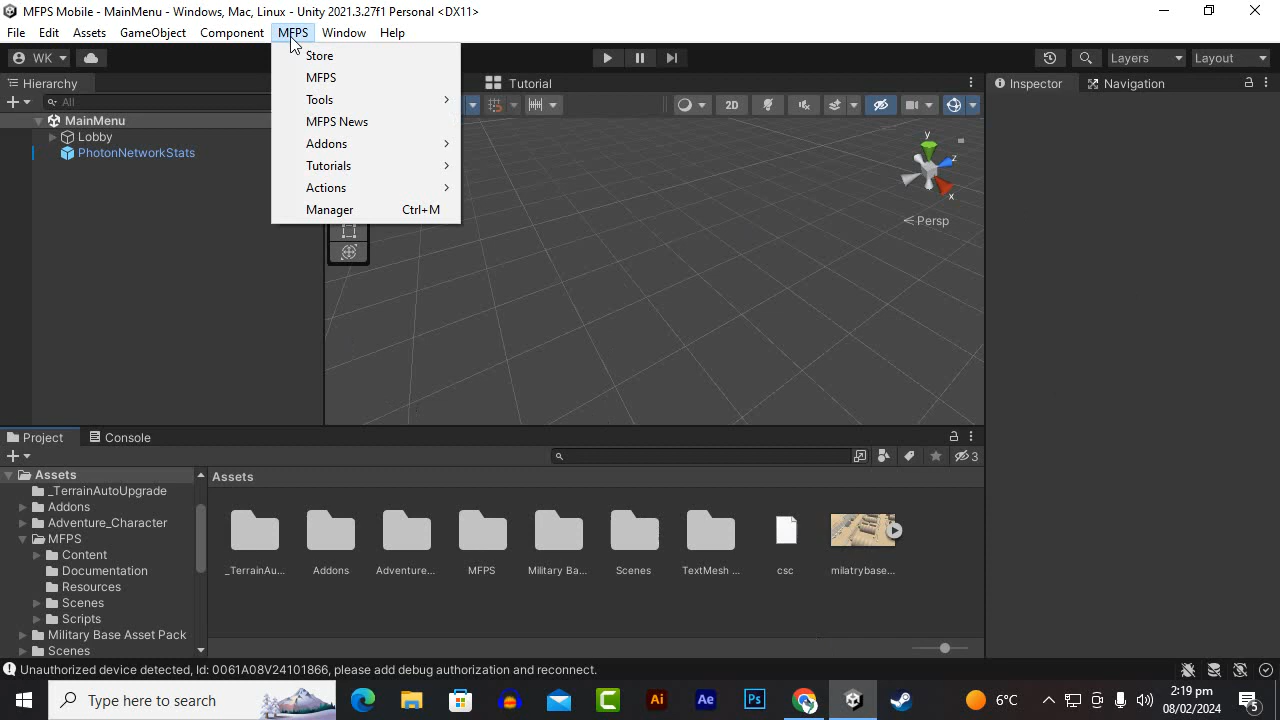 MFPS Mobile - MainMenu - Windows, Mac, Linux - Unity 2021.3.27f1 Personal <DX11>
File Edit Assets GameObject Component MFPS Window Help
WK Layers Layout
Store
MFPS
Tools
MFPS News
Addons
Tutorials
Actions
Manager Ctrl+M
Hierarchy
All
MainMenu
Lobby
PhotonNetworkStats
Tutorial
2D
y
z
x
Persp
Inspector Navigation
Project Console
3
Assets
_TerrainAutoUpgrade
Addons
Adventure_Character
MFPS
Content
Documentation
Resources
Scenes
Scripts
Military Base Asset Pack
Scenes
Assets
_TerrainAu... Addons Adventure... MFPS Military Ba... Scenes TextMesh ... csc milatrybase...
Unauthorized device detected, Id: 0061A08V24101866, please add debug authorization and reconnect.
Type here to search
C Ai Ae Ps
6°C
2:19 pm
08/02/2024
5